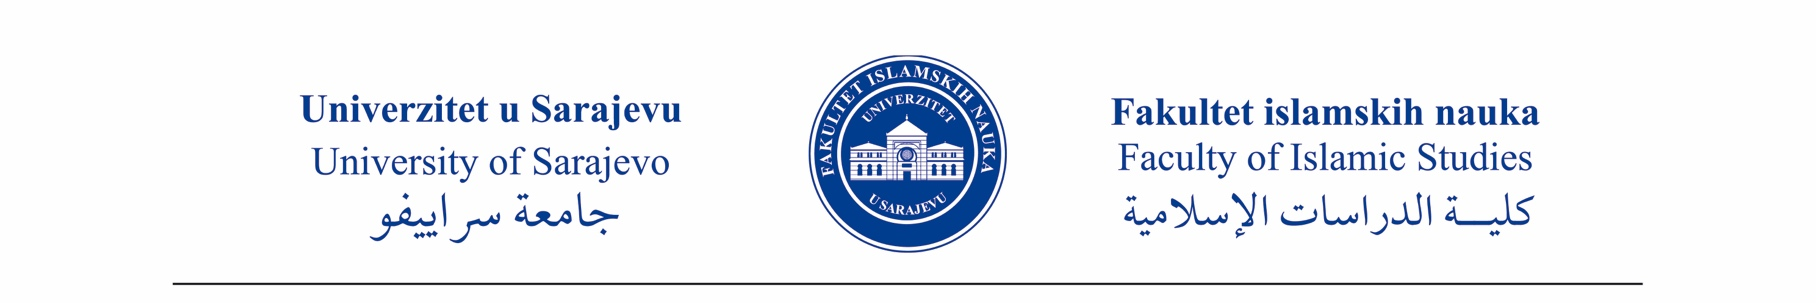 Univerzitet u Sarajevu
University of Sarajevo
جامعة سراييفو
FAKULTET ISLAMSKIH NAUKA
UNIVERZITET
U SARAJEVU
Fakultet islamskih nauka
Faculty of Islamic Studies
كليـــة الدراسات الإسلامية